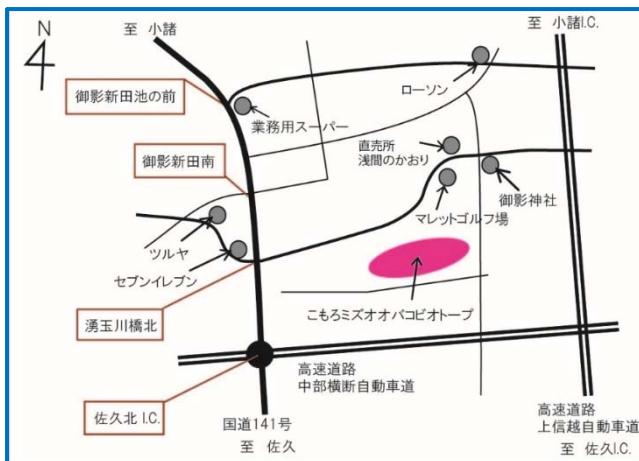 N
至 小諸
至 小諸I.C.
ローソン
御影新田池の前
業務用スーパー
直売所
浅間のかおり
御影新田南
御影神社
マレットゴルフ場
ツルヤ
セブンイレブン
湧玉川橋北
こもろミズオオバコビオトープ
高速道路
中部横断自動車道
佐久北 I.C.
国道141号
至 佐久
高速道路
上信越自動車道
至 佐久I.C.